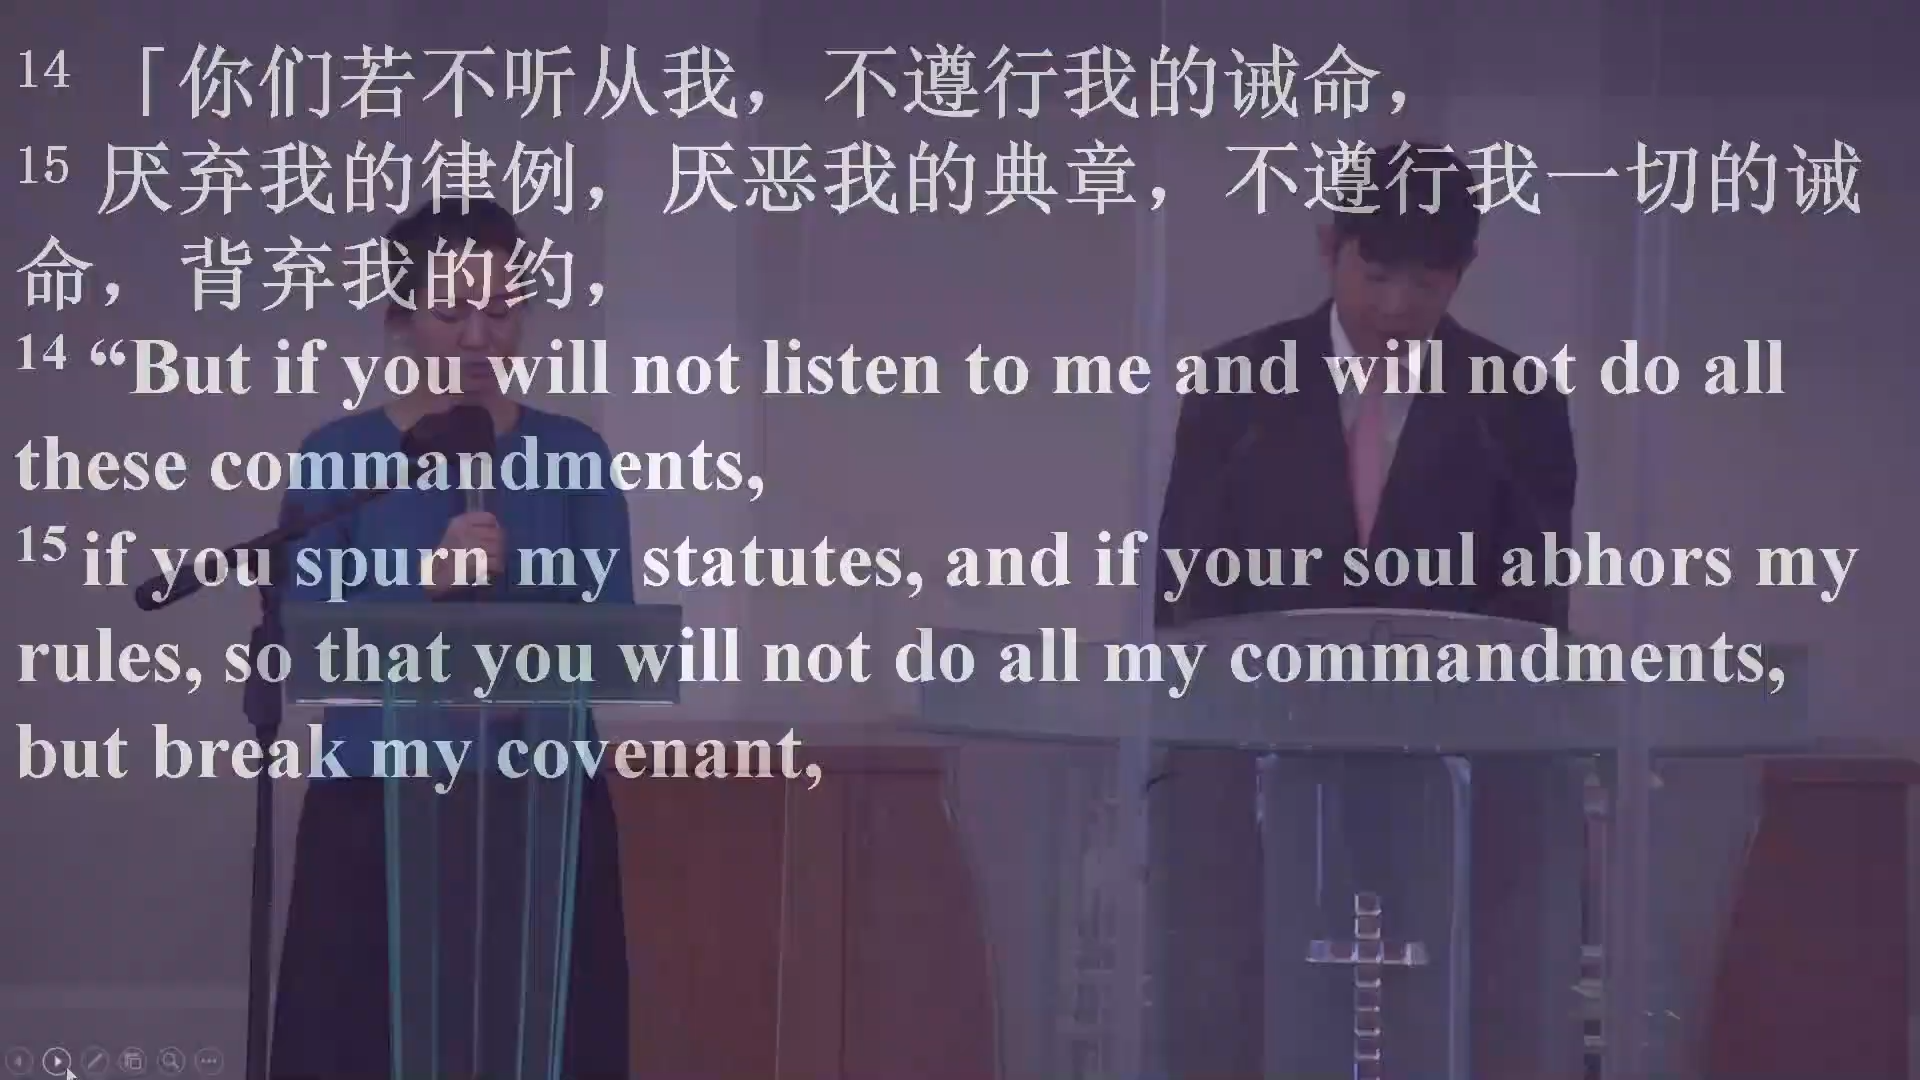 14 「你们若不听从我，不遵行我的诫命，
15 厌弃我的律例，厌恶我的典章，不遵行我一切的诫
命，背弃我的约，
14 “But if you will not listen to me and will not do all
these commandments,
15 if you spurn my statutes, and if your soul abhors my
rules, so that you will not do all my commandments,
but break my covenant,